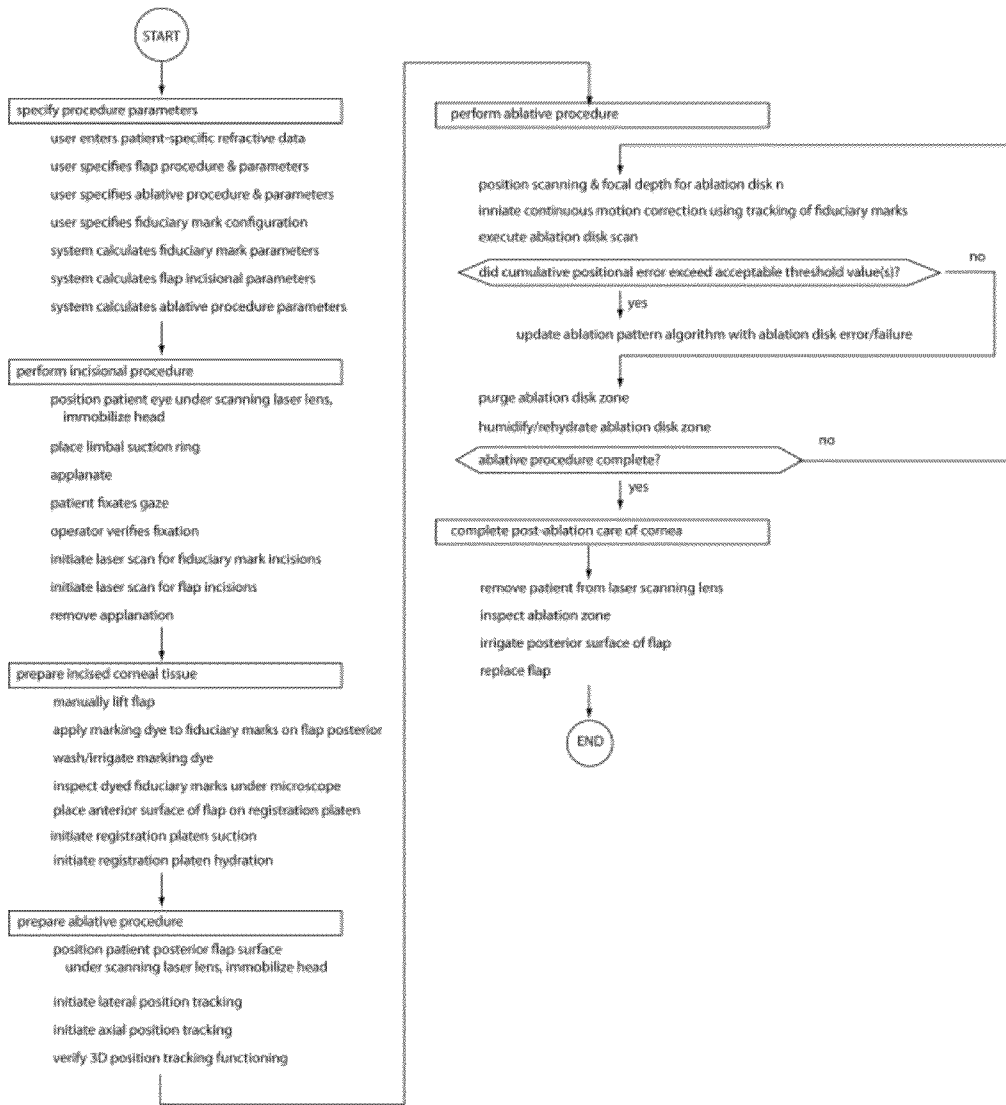 START
specify procedure parameters
user enters patient-specific refractive data
user specifies flap procedure & parameters
user specifies ablative procedure & parameters
user specifies fiduciary mark configuration
system calculates fiduciary mark parameters
system calculates flap incisional parameters
system calculates ablative procedure parameters
perform incisional procedure
position patient eye under scanning laser lens,
immobilize head
place limbal suction ring
applanate
patient fixates gaze
operator verifies fixation
initiate laser scan for fiduciary mark incisions
initiate laser scan for flap incisions
remove applanation
prepare incised corneal tissue
manually lift flap
apply marking dye to fiduciary marks on flap posterior
wash/irrigate marking dye
inspect dyed fiduciary marks under microscope
place anterior surface of flap on registration platen
initiate registration platen suction
initiate registration platen hydration
prepare ablative procedure
position patient posterior flap surface
under scanning laser lens, immobilize head
initiate lateral position tracking
initiate axial position tracking
verify 3D position tracking functioning
perform ablative procedure
position scanning & focal depth for ablation disk n
inniate continuous motion correction using tracking of fiduciary marks
execute ablation disk scan
did cumulative positional error exceed acceptable threshold value(s)?
no
yes
update ablation pattern algorithm with ablation disk error/failure
purge ablation disk zone
humidify/rehydrate ablation disk zone
ablative procedure complete?
no
yes
complete post-ablation care of cornea
remove patient from laser scanning lens
inspect ablation zone
irrigate posterior surface of flap
replace flap
END